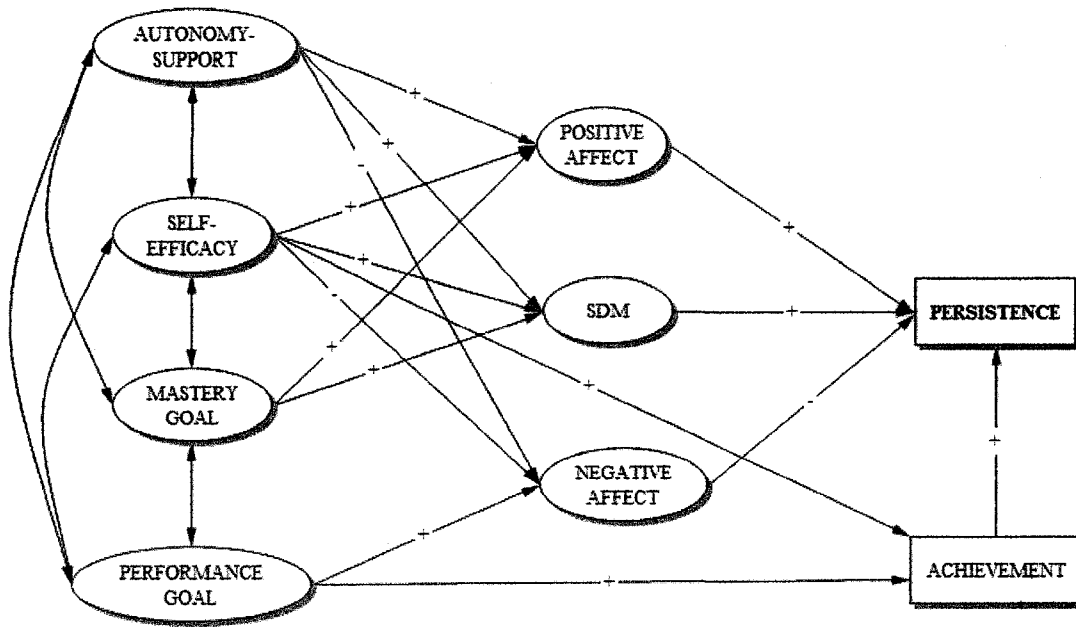 AUTONOMY-
SUPPORT
+
+
-
POSITIVE
AFFECT
SELF-
EFFICACY
+
+
+
-
+
+
SDM
+
PERSISTENCE
+
MASTERY
GOAL
+
-
NEGATIVE
AFFECT
+
+
PERFORMANCE
GOAL
+
ACHIEVEMENT